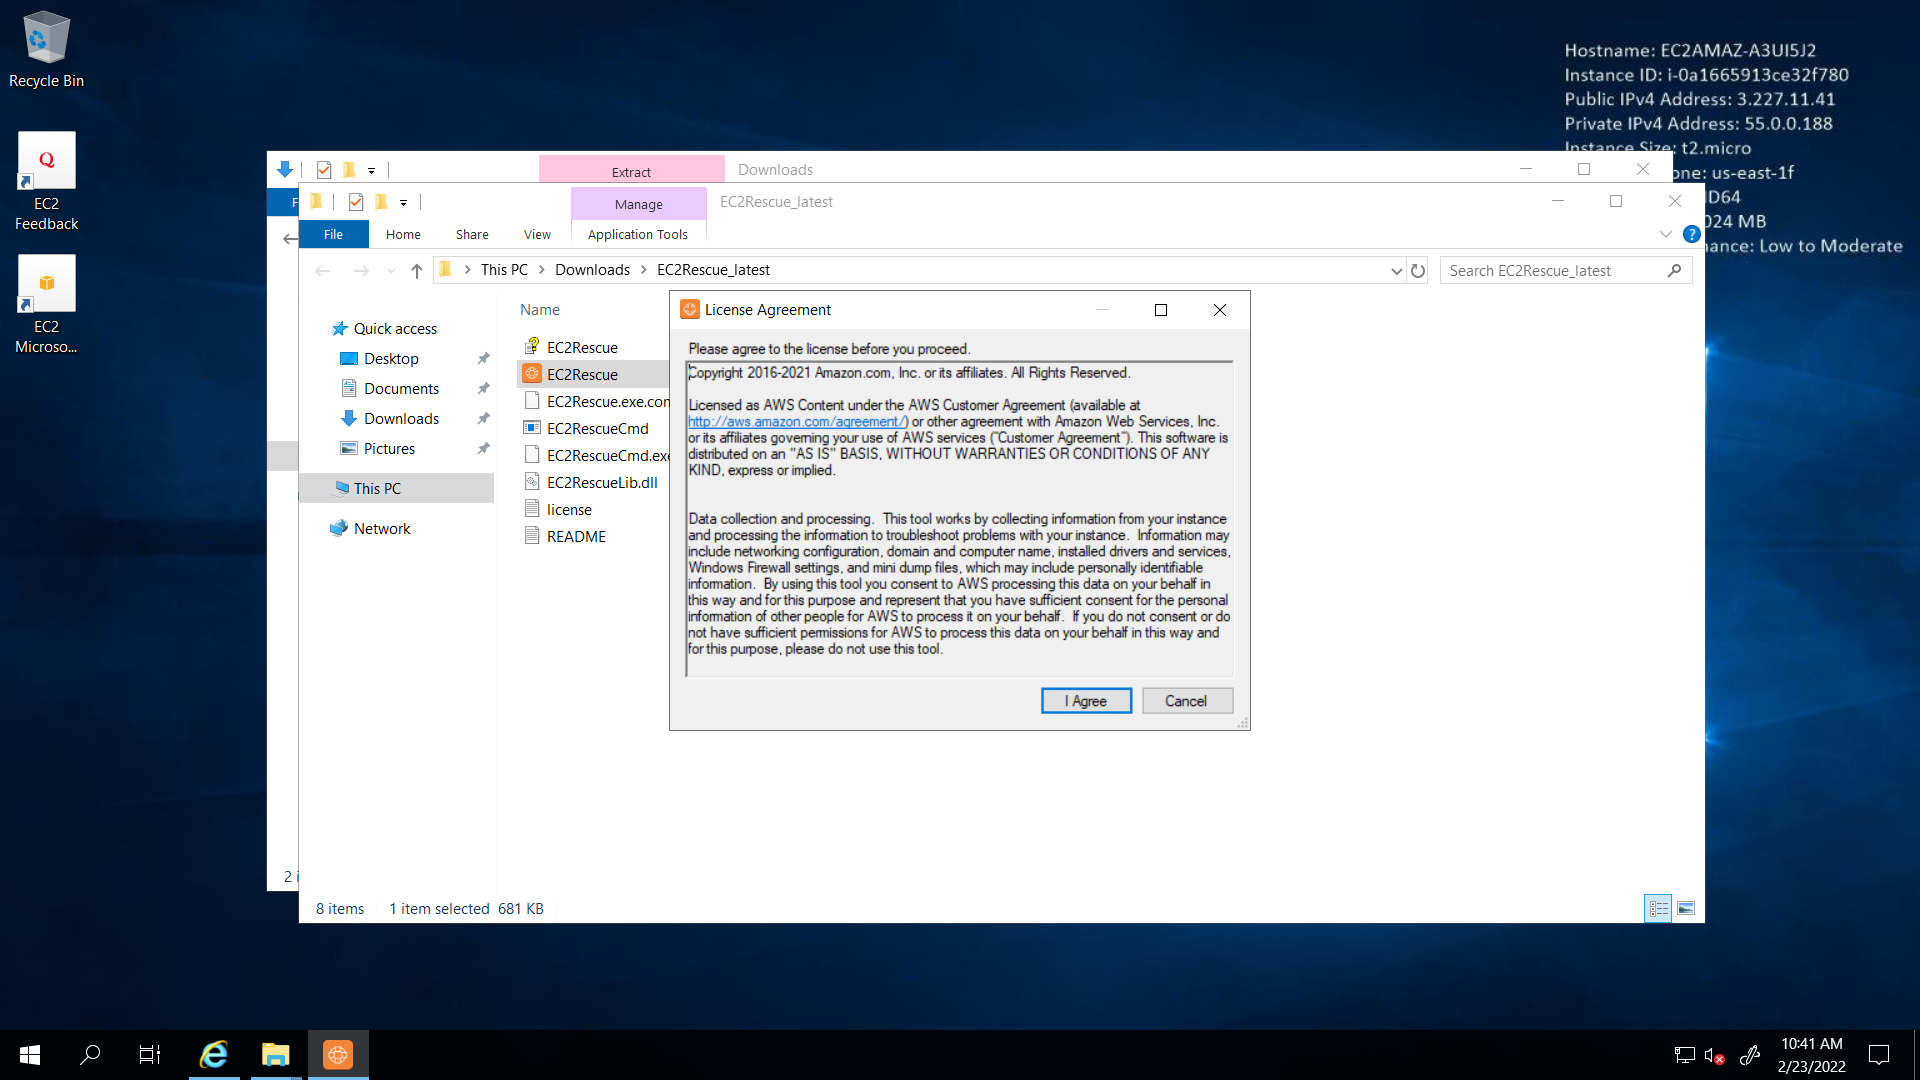 Recycle Bin
Q
EC2
Feedback
EC2
Microso...
Hostname: EC2AMAZ-A3UI5J2
Instance ID: i-0a1665913ce32f780
Public IPv4 Address: 3.227.11.41
Private IPv4 Address: 55.0.0.188
Instance Size: t2.micro
one: us-east-1f
D64
024 MB
ance: Low to Moderate
Extract
Downloads
F
2 i
Manage
EC2Rescue_latest
File
Home
Share
View
Application Tools
?
This PC
Downloads
EC2Rescue_latest
Search EC2Rescue_latest
Quick access
Desktop
Documents
Downloads
Pictures
This PC
Network
Name
EC2Rescue
EC2Rescue
EC2Rescue.exe.con
EC2RescueCmd
EC2RescueCmd.exe
EC2RescueLib.dll
license
README
License Agreement
Please agree to the license before you proceed.
Copyright 2016-2021 Amazon.com, Inc. or its affiliates. All Rights Reserved.
Licensed as AWS Content under the AWS Customer Agreement (available at
http://aws.amazon.com/agreement/) or other agreement with Amazon Web Services, Inc.
or its affiliates governing your use of AWS services ("Customer Agreement"). This software is
distributed on an "AS IS" BASIS, WITHOUT WARRANTIES OR CONDITIONS OF ANY
KIND, express or implied.
Data collection and processing.  This tool works by collecting information from your instance
and processing the information to troubleshoot problems with your instance.  Information may
include networking configuration, domain and computer name, installed drivers and services,
Windows Firewall settings, and mini dump files, which may include personally identifiable
information.  By using this tool you consent to AWS processing this data on your behalf in
this way and for this purpose and represent that you have sufficient consent for the personal
information of other people for AWS to process it on your behalf.  If you do not consent or do
not have sufficient permissions for AWS to process this data on your behalf in this way and
for this purpose, please do not use this tool.
I Agree
Cancel
8 items
1 item selected  681 KB
10:41 AM
2/23/2022